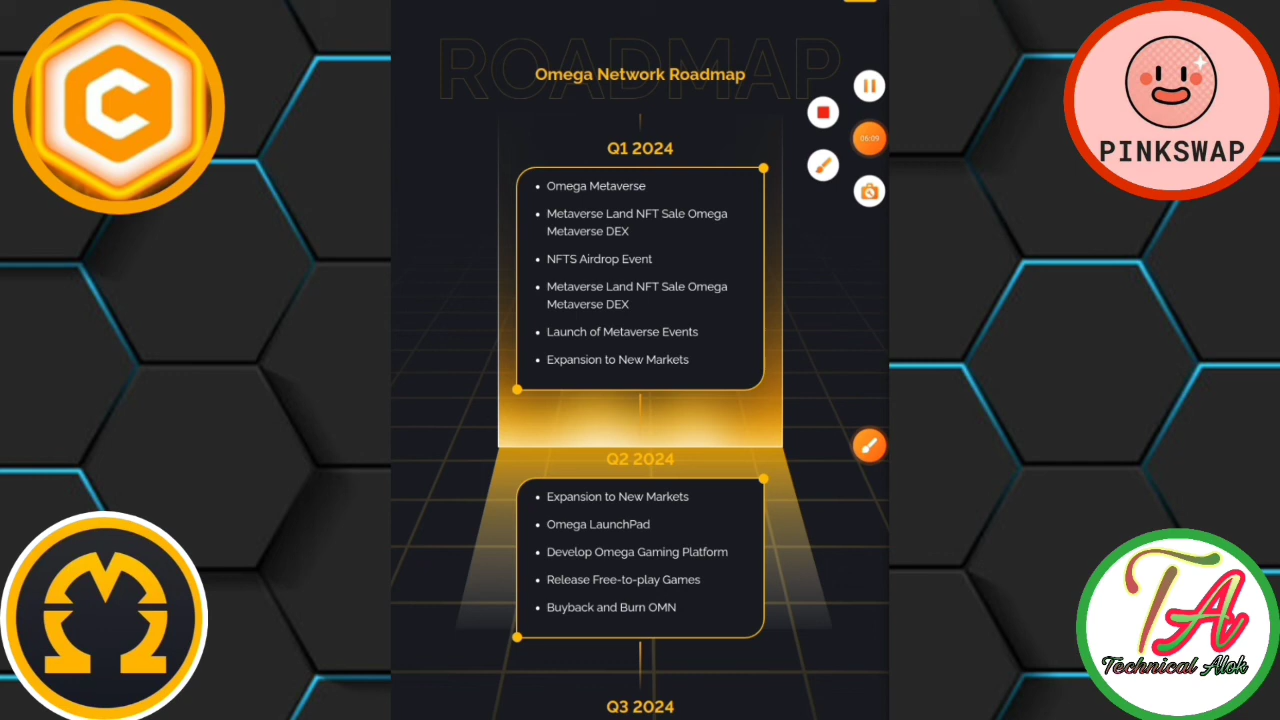 ROADMAP
Omega Network Roadmap
Q1 2024
Omega Metaverse
Metaverse Land NFT Sale Omega
Metaverse DEX
NFTS Airdrop Event
Metaverse Land NFT Sale Omega
Metaverse DEX
Launch of Metaverse Events
Expansion to New Markets
Q2 2024
Expansion to New Markets
Omega LaunchPad
Develop Omega Gaming Platform
Release Free-to-play Games
Buyback and Burn OMN
Q3 2024
05:09
C
PINKSWAP
TA
Technical Alok